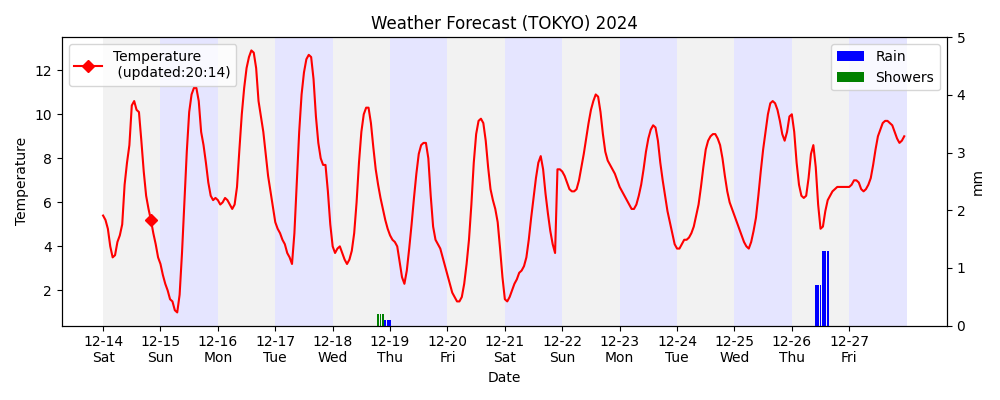 Weather Forecast (TOKYO) 2024
Temperature
(updated:20:14)
Rain
Showers
Temperature
12
10
8
6
4
2
5
4
3
2
1
0
mm
12-14 12-15 12-16 12-17 12-18 12-19 12-20 12-21 12-22 12-23 12-24 12-25 12-26 12-27
Sat Sun Mon Tue Wed Thu Fri Sat Sun Mon Tue Wed Thu Fri
Date